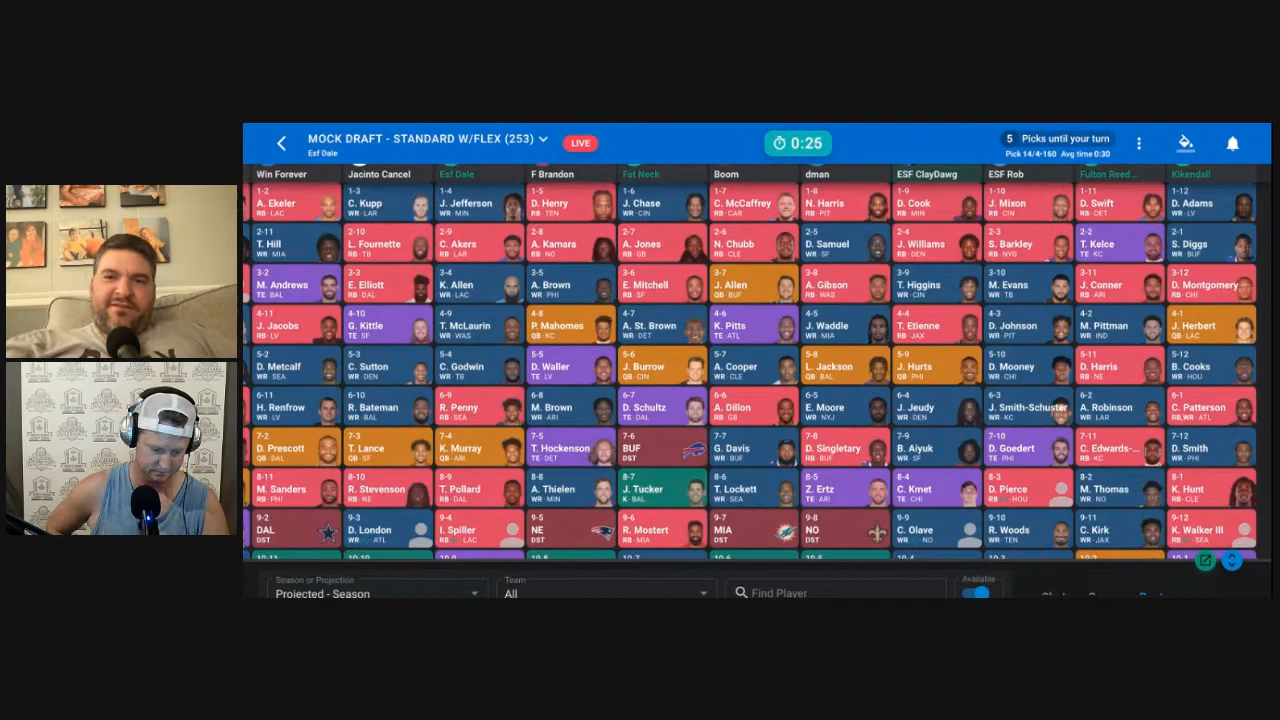 MOCK DRAFT - STANDARD W/FLEX (253)
LIVE
0:25
5 Picks until your turn
Esf Dale
Pick 14/4•160 Avg time 0:30
Win Forever Jacinto Cancel Esf Dale F Brandon Fat Neck Boom dman ESF ClayDawg ESF Rob Fulton Reed... Kikendall
1-2 1-3 1-4 1-5 1-6 1-7 1-8 1-9 1-10 1-11 1-12
A. Ekeler C. Kupp J. Jefferson D. Henry J. Chase C. McCaffrey N. Harris D. Cook J. Mixon D. Swift D. Adams
RB - LAC WR - LAR WR - MIN RB - TEN WR - CIN RB - CAR RB - PIT RB - MIN RB - CIN RB - DET WR - LV
2-11 2-10 2-9 2-8 2-7 2-6 2-5 2-4 2-3 2-2 2-1
T. Hill L. Fournette C. Akers A. Kamara A. Jones N. Chubb D. Samuel J. Williams S. Barkley T. Kelce S. Diggs
WR - MIA RB - TB RB - LAR RB - NO RB - GB RB - CLE WR - SF RB - DEN RB - NYG TE - KC WR - BUF
3-2 3-3 3-4 3-5 3-6 3-7 3-8 3-9 3-10 3-11 3-12
M. Andrews E. Elliott K. Allen A. Brown E. Mitchell J. Allen A. Gibson T. Higgins M. Evans J. Conner D. Montgomery
TE - BAL RB - DAL WR - LAC WR - PHI RB - SF QB - BUF RB - WAS WR - CIN WR - TB RB - ARI RB - CHI
4-11 4-10 4-9 4-8 4-7 4-6 4-5 4-4 4-3 4-2 4-1
J. Jacobs G. Kittle T. McLaurin P. Mahomes A. St. Brown K. Pitts J. Waddle T. Etienne D. Johnson M. Pittman J. Herbert
RB - LV TE - SF WR - WAS QB - KC WR - DET TE - ATL WR - MIA RB - JAX WR - PIT WR - IND QB - LAC
5-2 5-3 5-4 5-5 5-6 5-7 5-8 5-9 5-10 5-11 5-12
D. Metcalf C. Sutton C. Godwin D. Waller J. Burrow A. Cooper L. Jackson J. Hurts D. Mooney D. Harris B. Cooks
WR - SEA WR - DEN WR - TB TE - LV QB - CIN WR - CLE QB - BAL QB - PHI WR - CHI RB - NE WR - HOU
6-11 6-10 6-9 6-8 6-7 6-6 6-5 6-4 6-3 6-2 6-1
H. Renfrow R. Bateman R. Penny M. Brown D. Schultz A. Dillon E. Moore J. Jeudy J. Smith-Schuster A. Robinson C. Patterson
WR - LV WR - BAL RB - SEA WR - ARI TE - DAL RB - GB WR - NYJ WR - DEN WR - KC WR - LAR RB,WR - ATL
7-2 7-3 7-4 7-5 7-6 7-7 7-8 7-9 7-10 7-11 7-12
D. Prescott T. Lance K. Murray T. Hockenson BUF G. Davis D. Singletary B. Aiyuk D. Goedert C. Edwards-... D. Smith
QB - DAL QB - SF QB - ARI TE - DET DST WR - BUF RB - BUF WR - SF TE - PHI RB - KC WR - PHI
8-11 8-10 8-9 8-8 8-7 8-6 8-5 8-4 8-3 8-2 8-1
M. Sanders R. Stevenson T. Pollard A. Thielen J. Tucker T. Lockett Z. Ertz C. Kmet D. Pierce M. Thomas K. Hunt
RB - PHI RB - NE RB - DAL WR - MIN K - BAL WR - SEA TE - ARI TE - CHI RB - HOU WR - NO RB - CLE
9-2 9-3 9-4 9-5 9-6 9-7 9-8 9-9 9-10 9-11 9-12
DAL D. London I. Spiller NE R. Mostert MIA NO C. Olave R. Woods C. Kirk K. Walker III
DST WR - ATL RB - LAC DST RB - MIA DST DST WR - NO WR - TEN WR - JAX RB - SEA
Season or Projection Team Available
Projected - Season All Find Player